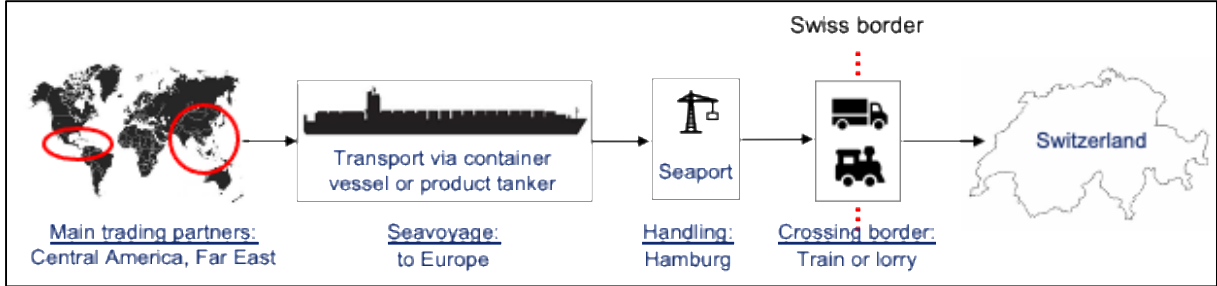 Swiss border
Transport via container
vessel or product tanker
Seaport
Switzerland
Main trading partners:
Central America, Far East
Seavoyage:
to Europe
Handling:
Hamburg
Crossing border:
Train or lorry